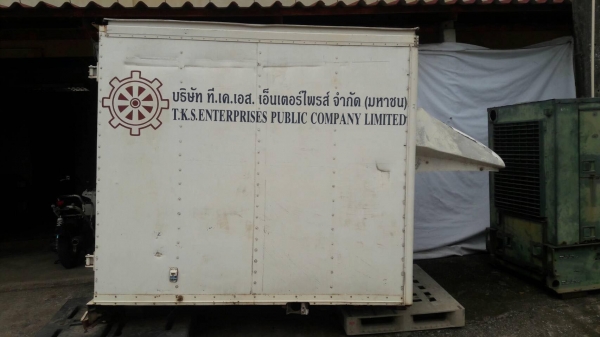 บริษัท ที.เค.เอส. เอ็นเตอร์ไพรส์ จำกัด (มหาชน)
T.K.S.ENTERPRISES PUBLIC COMPANY LIMITED